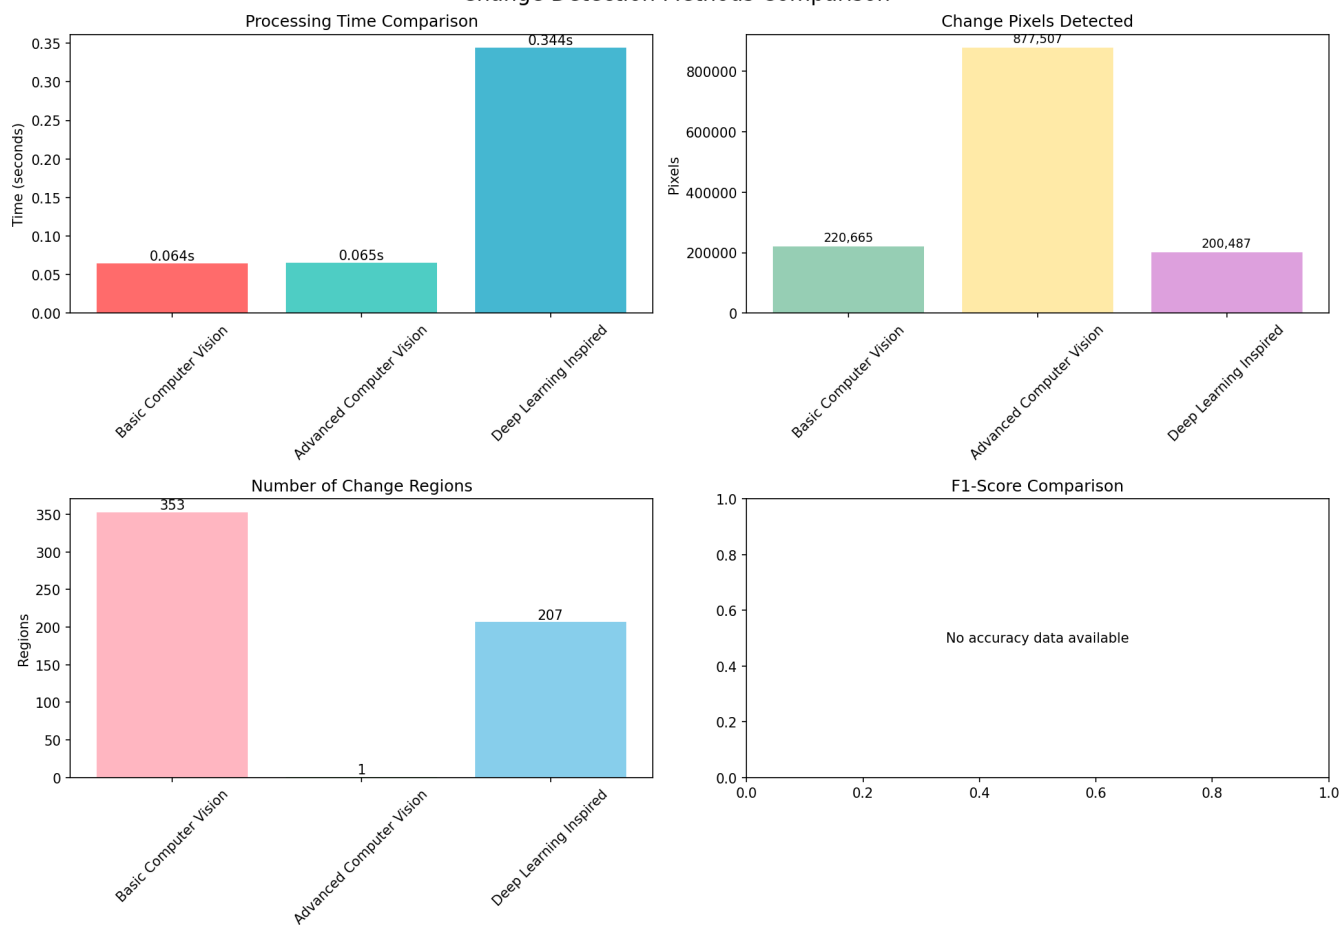 Change Detection Methods Comparison
Processing Time Comparison
Time (seconds)
0.35
0.30
0.25
0.20
0.15
0.10
0.05
0.00
0.064s
0.065s
0.344s
Basic Computer Vision
Advanced Computer Vision
Deep Learning Inspired
Change Pixels Detected
Pixels
800000
600000
400000
200000
0
220,665
877,507
200,487
Basic Computer Vision
Advanced Computer Vision
Deep Learning Inspired
Number of Change Regions
Regions
350
300
250
200
150
100
50
0
353
1
207
Basic Computer Vision
Advanced Computer Vision
Deep Learning Inspired
F1-Score Comparison
1.0
0.8
0.6
0.4
0.2
0.0
No accuracy data available
0.0 0.2 0.4 0.6 0.8 1.0